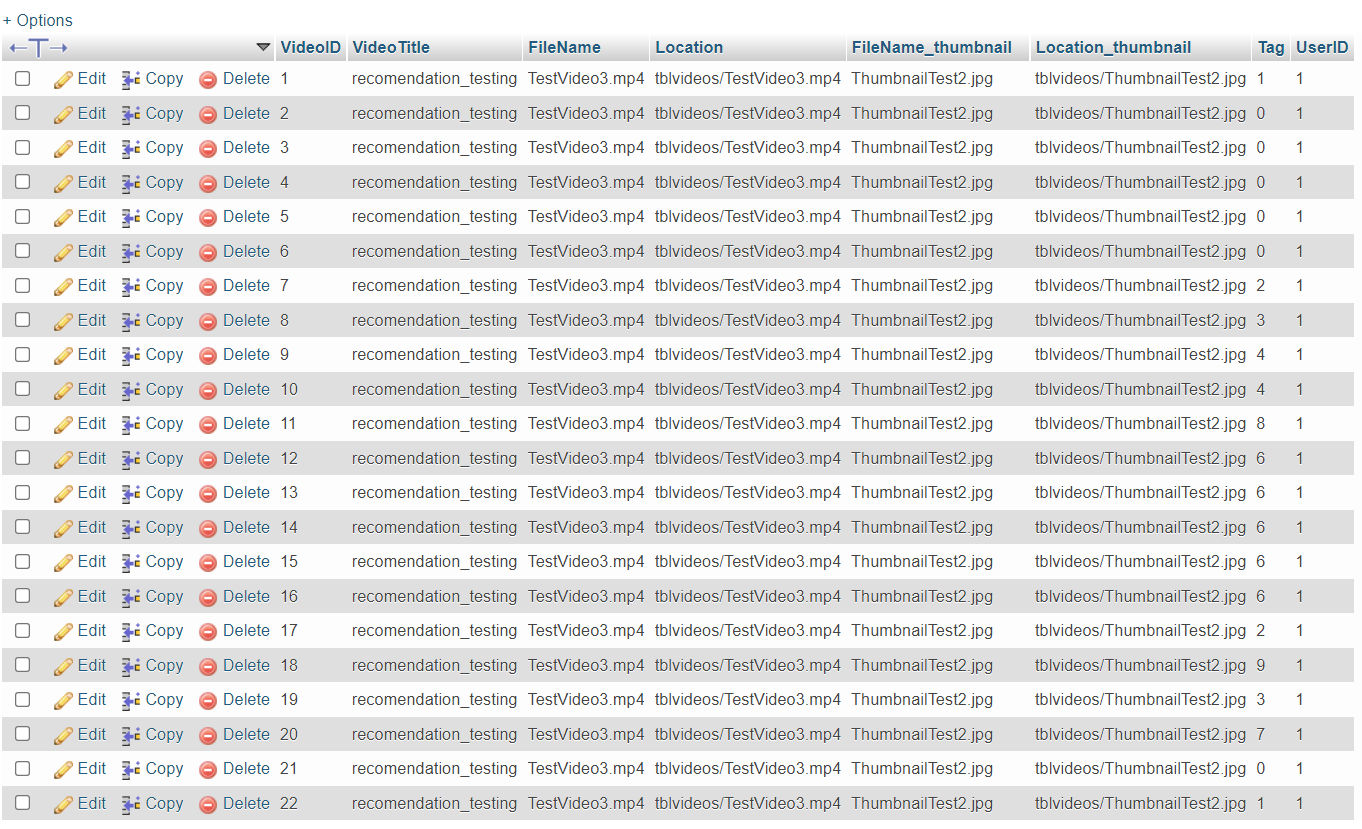 + Options
←T→ VideoID VideoTitle FileName Location FileName_thumbnail Location_thumbnail Tag UserID
Edit Copy Delete 1 recomendation_testing TestVideo3.mp4 tblvideos/TestVideo3.mp4 ThumbnailTest2.jpg tblvideos/ThumbnailTest2.jpg 1 1
Edit Copy Delete 2 recomendation_testing TestVideo3.mp4 tblvideos/TestVideo3.mp4 ThumbnailTest2.jpg tblvideos/ThumbnailTest2.jpg 0 1
Edit Copy Delete 3 recomendation_testing TestVideo3.mp4 tblvideos/TestVideo3.mp4 ThumbnailTest2.jpg tblvideos/ThumbnailTest2.jpg 0 1
Edit Copy Delete 4 recomendation_testing TestVideo3.mp4 tblvideos/TestVideo3.mp4 ThumbnailTest2.jpg tblvideos/ThumbnailTest2.jpg 0 1
Edit Copy Delete 5 recomendation_testing TestVideo3.mp4 tblvideos/TestVideo3.mp4 ThumbnailTest2.jpg tblvideos/ThumbnailTest2.jpg 0 1
Edit Copy Delete 6 recomendation_testing TestVideo3.mp4 tblvideos/TestVideo3.mp4 ThumbnailTest2.jpg tblvideos/ThumbnailTest2.jpg 0 1
Edit Copy Delete 7 recomendation_testing TestVideo3.mp4 tblvideos/TestVideo3.mp4 ThumbnailTest2.jpg tblvideos/ThumbnailTest2.jpg 2 1
Edit Copy Delete 8 recomendation_testing TestVideo3.mp4 tblvideos/TestVideo3.mp4 ThumbnailTest2.jpg tblvideos/ThumbnailTest2.jpg 3 1
Edit Copy Delete 9 recomendation_testing TestVideo3.mp4 tblvideos/TestVideo3.mp4 ThumbnailTest2.jpg tblvideos/ThumbnailTest2.jpg 4 1
Edit Copy Delete 10 recomendation_testing TestVideo3.mp4 tblvideos/TestVideo3.mp4 ThumbnailTest2.jpg tblvideos/ThumbnailTest2.jpg 4 1
Edit Copy Delete 11 recomendation_testing TestVideo3.mp4 tblvideos/TestVideo3.mp4 ThumbnailTest2.jpg tblvideos/ThumbnailTest2.jpg 8 1
Edit Copy Delete 12 recomendation_testing TestVideo3.mp4 tblvideos/TestVideo3.mp4 ThumbnailTest2.jpg tblvideos/ThumbnailTest2.jpg 6 1
Edit Copy Delete 13 recomendation_testing TestVideo3.mp4 tblvideos/TestVideo3.mp4 ThumbnailTest2.jpg tblvideos/ThumbnailTest2.jpg 6 1
Edit Copy Delete 14 recomendation_testing TestVideo3.mp4 tblvideos/TestVideo3.mp4 ThumbnailTest2.jpg tblvideos/ThumbnailTest2.jpg 6 1
Edit Copy Delete 15 recomendation_testing TestVideo3.mp4 tblvideos/TestVideo3.mp4 ThumbnailTest2.jpg tblvideos/ThumbnailTest2.jpg 6 1
Edit Copy Delete 16 recomendation_testing TestVideo3.mp4 tblvideos/TestVideo3.mp4 ThumbnailTest2.jpg tblvideos/ThumbnailTest2.jpg 6 1
Edit Copy Delete 17 recomendation_testing TestVideo3.mp4 tblvideos/TestVideo3.mp4 ThumbnailTest2.jpg tblvideos/ThumbnailTest2.jpg 2 1
Edit Copy Delete 18 recomendation_testing TestVideo3.mp4 tblvideos/TestVideo3.mp4 ThumbnailTest2.jpg tblvideos/ThumbnailTest2.jpg 9 1
Edit Copy Delete 19 recomendation_testing TestVideo3.mp4 tblvideos/TestVideo3.mp4 ThumbnailTest2.jpg tblvideos/ThumbnailTest2.jpg 3 1
Edit Copy Delete 20 recomendation_testing TestVideo3.mp4 tblvideos/TestVideo3.mp4 ThumbnailTest2.jpg tblvideos/ThumbnailTest2.jpg 7 1
Edit Copy Delete 21 recomendation_testing TestVideo3.mp4 tblvideos/TestVideo3.mp4 ThumbnailTest2.jpg tblvideos/ThumbnailTest2.jpg 0 1
Edit Copy Delete 22 recomendation_testing TestVideo3.mp4 tblvideos/TestVideo3.mp4 ThumbnailTest2.jpg tblvideos/ThumbnailTest2.jpg 1 1